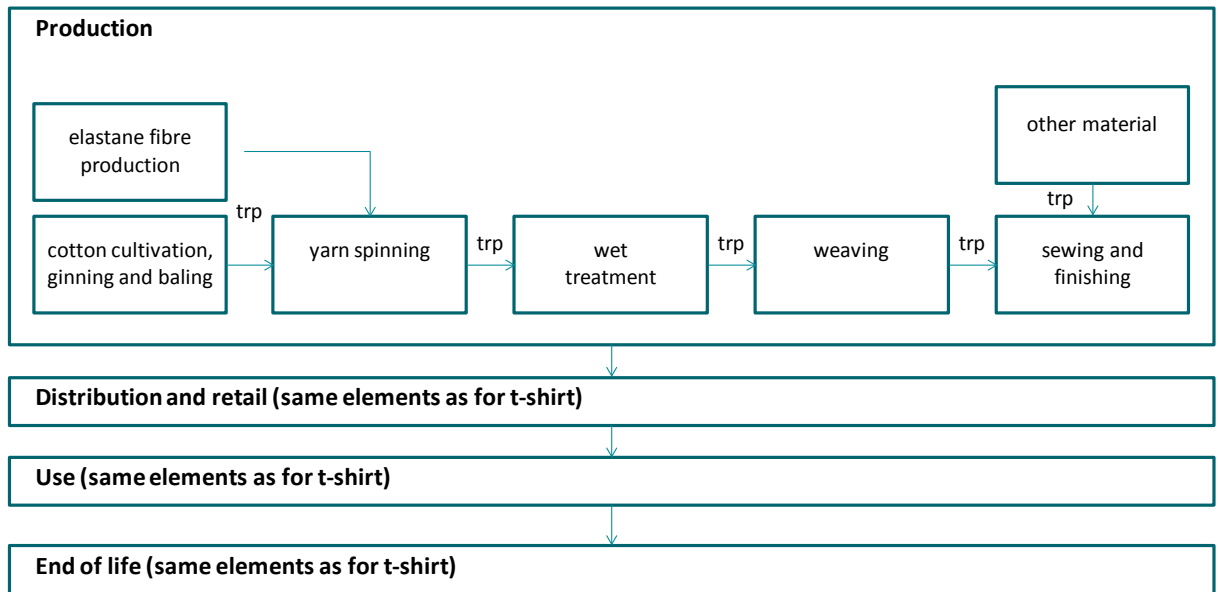 Production
elastane fibre
production
other material
trp
trp
cotton cultivation,
ginning and baling
yarn spinning
trp
wet
treatment
trp
weaving
trp
sewing and
finishing
Distribution and retail (same elements as for t-shirt)
Use (same elements as for t-shirt)
End of life (same elements as for t-shirt)